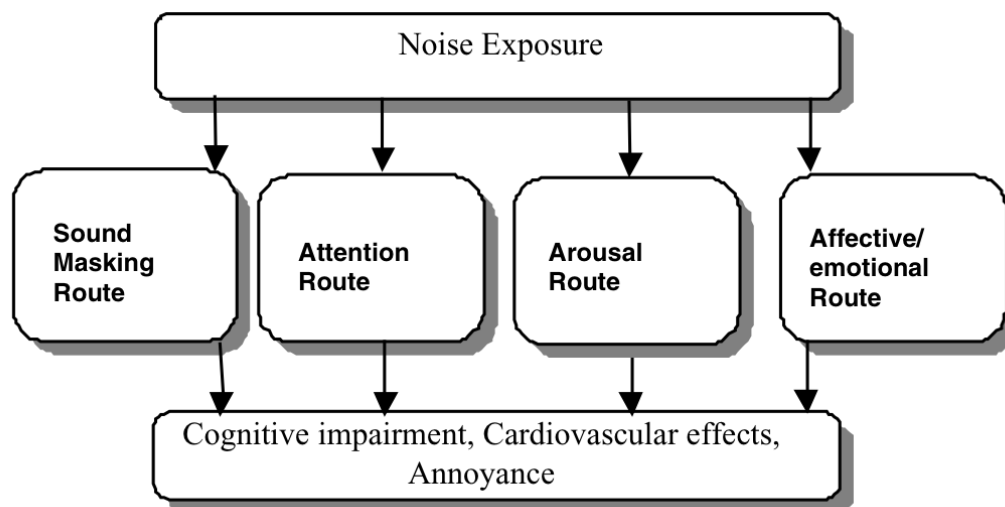 Noise Exposure
Sound
Masking
Route
Attention
Route
Arousal
Route
Affective/
emotional
Route
Cognitive impairment, Cardiovascular effects,
Annoyance